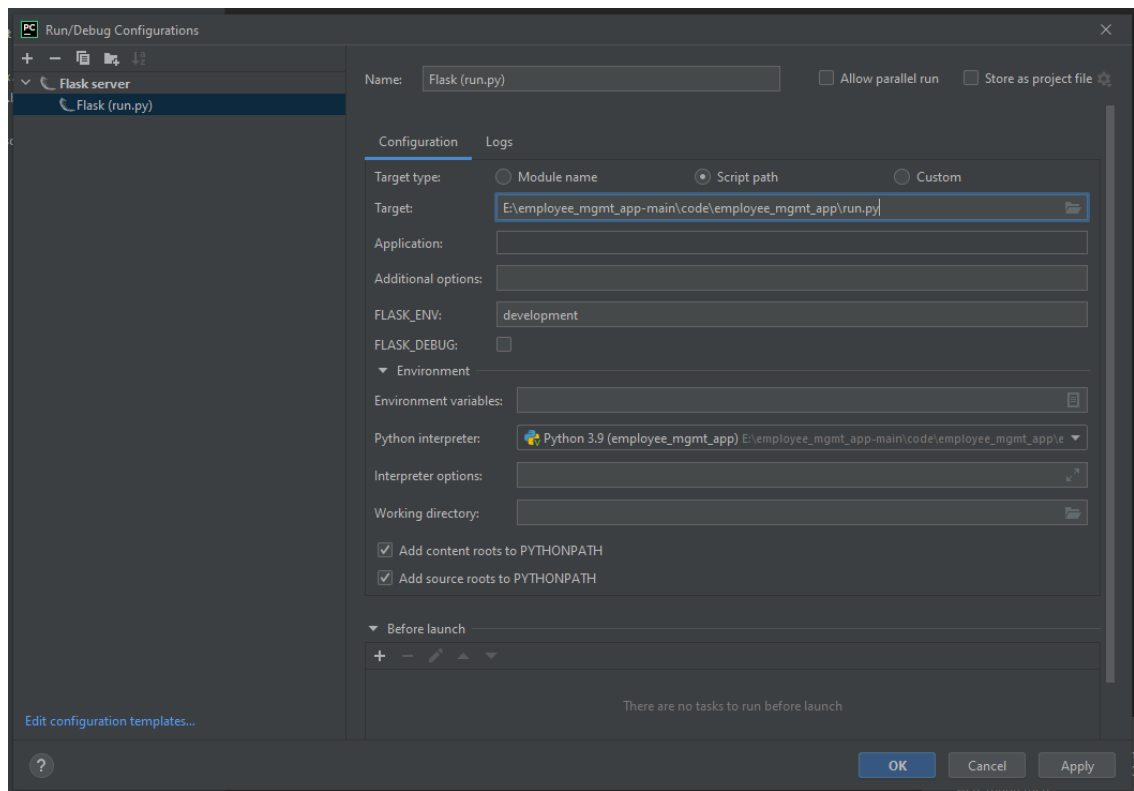 PC Run/Debug Configurations
Flask server
Flask (run.py)
Edit configuration templates...
Name: Flask (run.py) Allow parallel run Store as project file
Configuration Logs
Target type: Module name Script path Custom
Target: E:\employee_mgmt_app-main\code\employee_mgmt_app\run.py
Application:
Additional options:
FLASK_ENV: development
FLASK_DEBUG:
Environment
Environment variables:
Python interpreter: Python 3.9 (employee_mgmt_app) E:\employee_mgmt_app-main\code\employee_mgmt_app\e
Interpreter options:
Working directory:
Add content roots to PYTHONPATH
Add source roots to PYTHONPATH
Before launch
There are no tasks to run before launch
? OK Cancel Apply